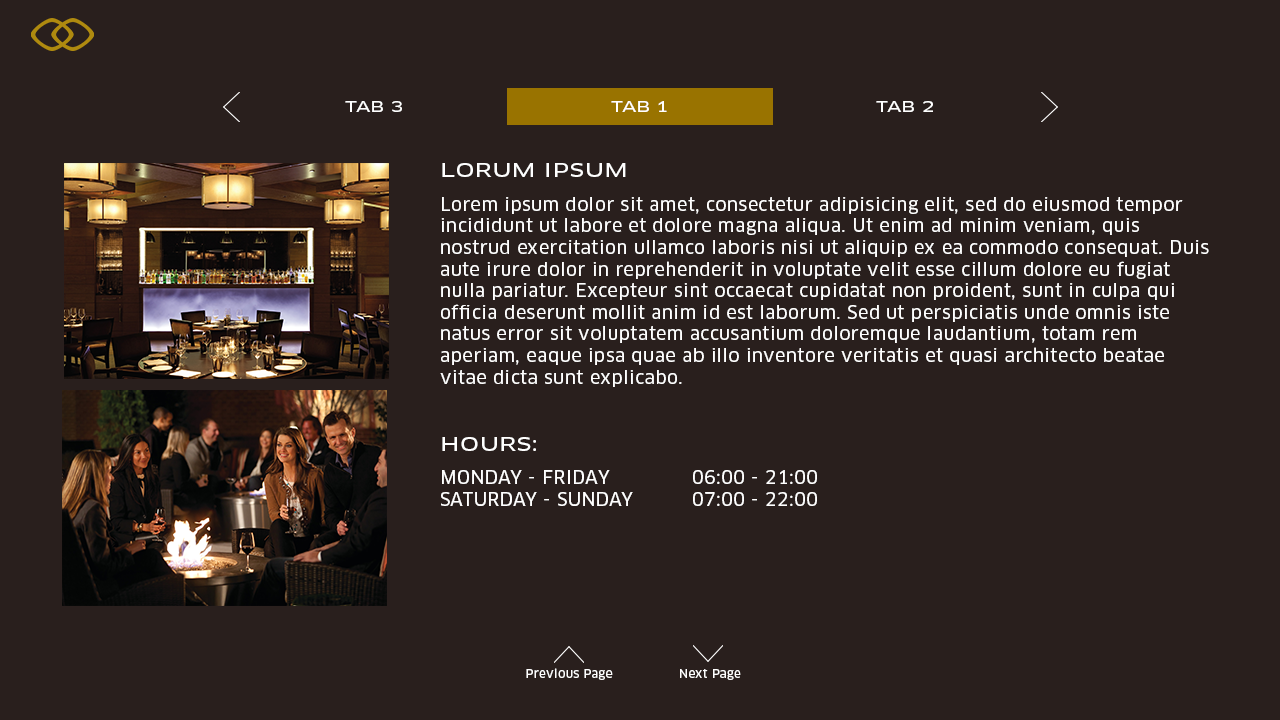 TAB 3 TAB 1 TAB 2
LORUM IPSUM
Lorem ipsum dolor sit amet, consectetur adipisicing elit, sed do eiusmod tempor
incididunt ut labore et dolore magna aliqua. Ut enim ad minim veniam, quis
nostrud exercitation ullamco laboris nisi ut aliquip ex ea commodo consequat. Duis
aute irure dolor in reprehenderit in voluptate velit esse cillum dolore eu fugiat
nulla pariatur. Excepteur sint occaecat cupidatat non proident, sunt in culpa qui
officia deserunt mollit anim id est laborum. Sed ut perspiciatis unde omnis iste
natus error sit voluptatem accusantium doloremque laudantium, totam rem
aperiam, eaque ipsa quae ab illo inventore veritatis et quasi architecto beatae
vitae dicta sunt explicabo.
HOURS:
MONDAY - FRIDAY 06:00 - 21:00
SATURDAY - SUNDAY 07:00 - 22:00
Previous Page Next Page